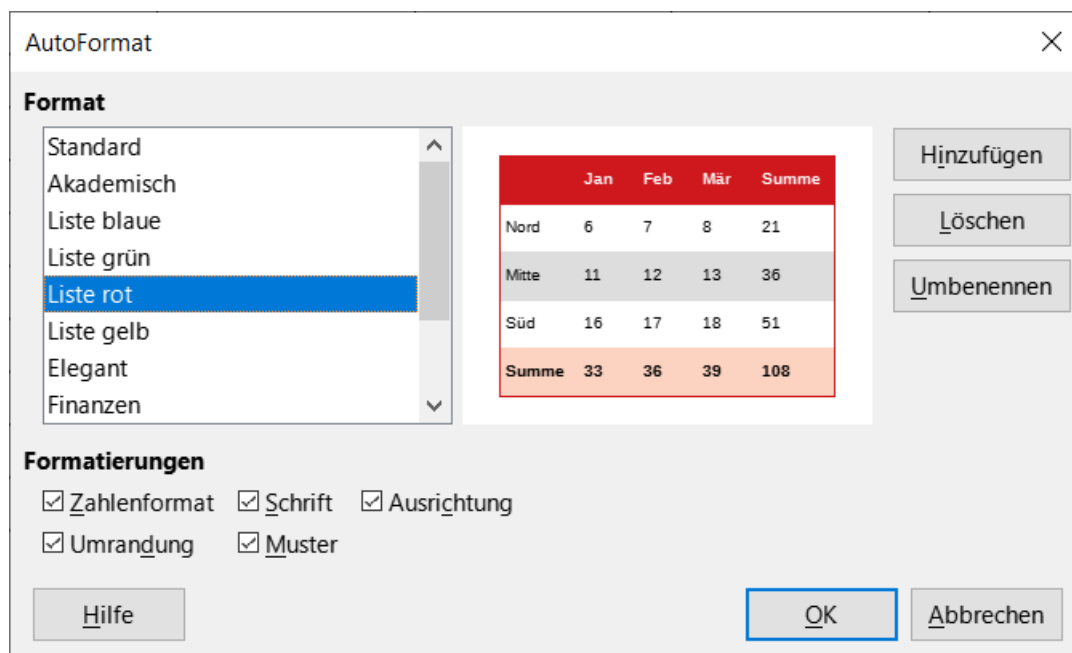 AutoFormat
Format
Standard
Akademisch
Liste blaue
Liste grün
Liste rot
Liste gelb
Elegant
Finanzen
Jan Feb Mär Summe
Nord 6 7 8 21
Mitte 11 12 13 36
Süd 16 17 18 51
Summe 33 36 39 108
Hinzufügen
Löschen
Umbenennen
Formatierungen
Zahlenformat Schrift Ausrichtung
Umrandung Muster
Hilfe OK Abbrechen